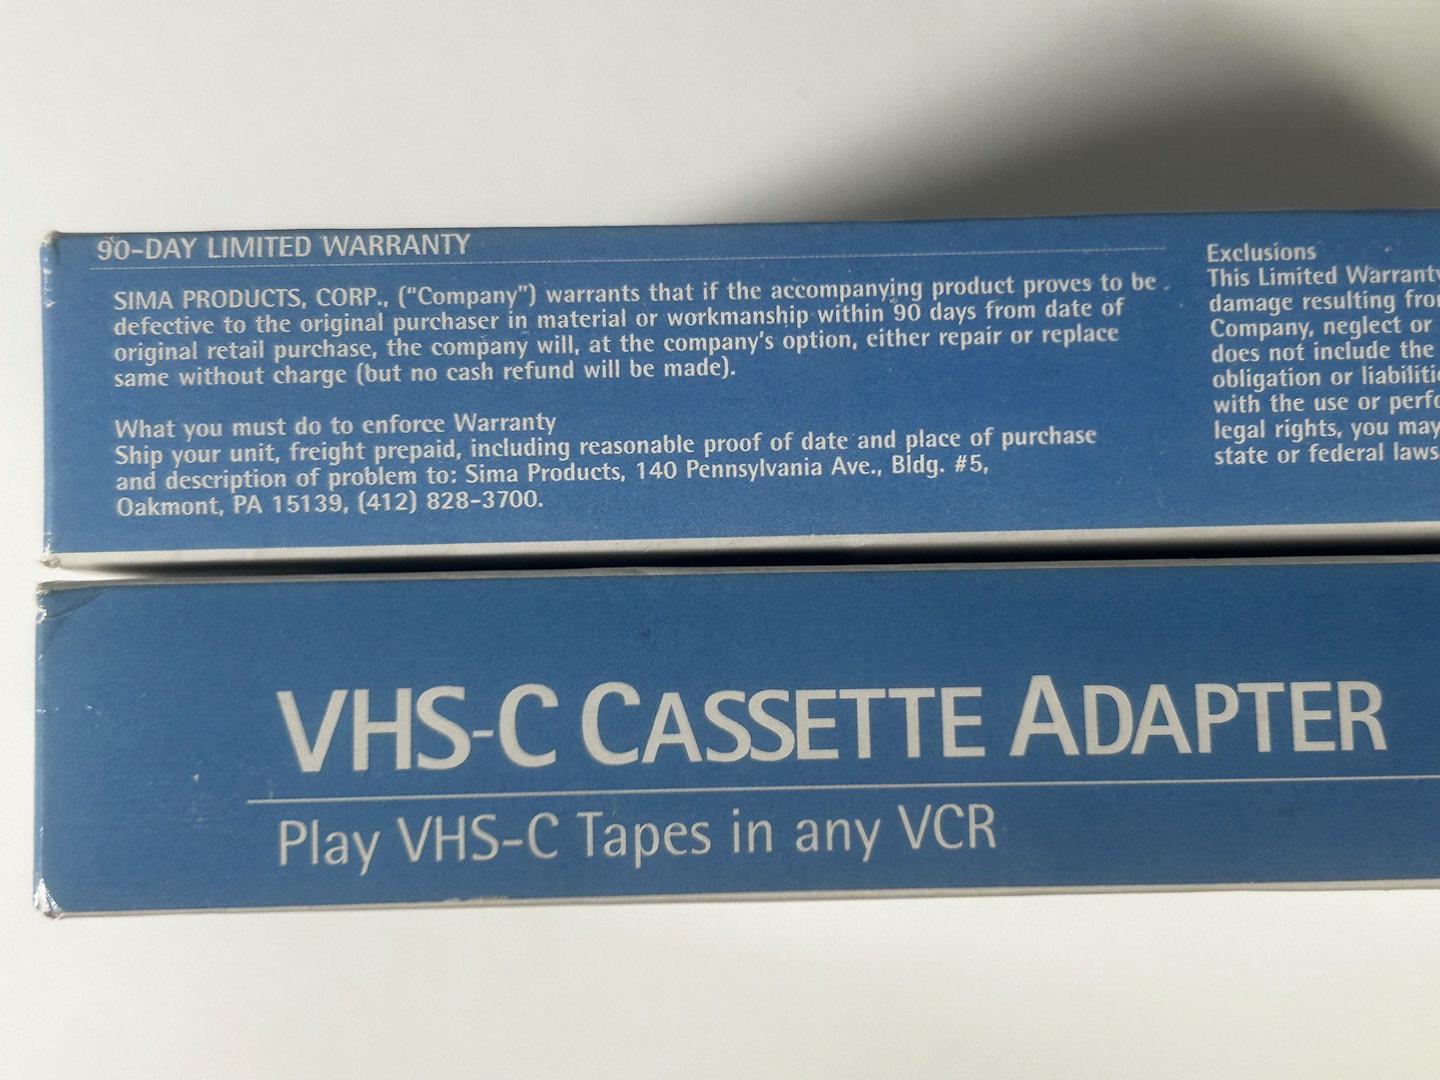 90-DAY LIMITED WARRANTY
SIMA PRODUCTS, CORP., ("Company") warrants that if the accompanying product proves to be
defective to the original purchaser in material or workmanship within 90 days from date of
original retail purchase, the company will, at the company's option, either repair or replace
same without charge (but no cash refund will be made).
What you must do to enforce Warranty
Ship your unit, freight prepaid, including reasonable proof of date and place of purchase
and description of problem to: Sima Products, 140 Pennsylvania Ave., Bldg. #5,
Oakmont, PA 15139, (412) 828-3700.
Exclusions
This Limited Warranty
damage resulting
Company, neglect or
does not include the
obligation or
with the use or
legal rights, you may
state or federal laws
VHS-C CASSETTE ADAPTER
Play VHS-C Tapes in any VCR